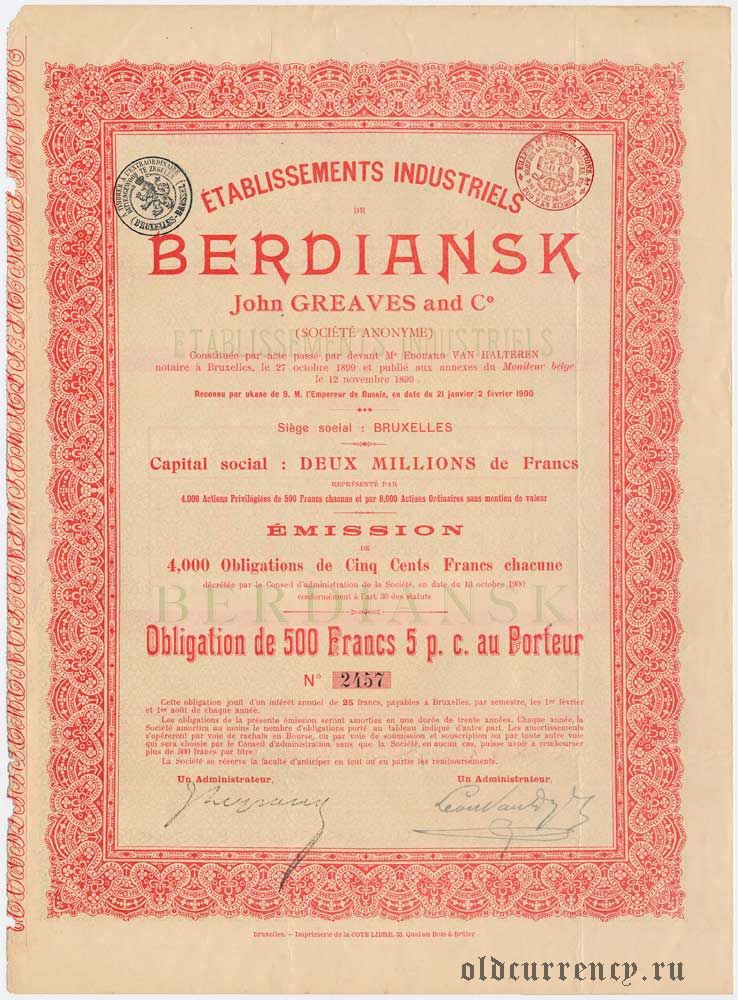 ÉTABLISSEMENTS INDUSTRIELS
DE
BERDIANSK
John GREAVES and Cº
(SOCIÉTÉ ANONYME)
ETABLISSEMENTS INDUSTRIELS
Constituée par acte passé par devant Mᵉ EDOUARD VAN HALTEREN
notaire à Bruxelles, le 27 octobre 1899 et publié aux annexes du Moniteur belge
le 12 novembre 1899.
Reconnu par ukase de S. M. l'Empereur de Russie, en date du 21 janvier/2 février 1900
Siège social : BRUXELLES
Capital social : DEUX MILLIONS de Francs
REPRÉSENTÉ PAR
4.000 Actions Privilégiées de 500 Francs chacune et par 8,000 Actions Ordinaires sans mention de valeur
ÉMISSION
DE
4,000 Obligations de Cinq Cents Francs chacune
décrétée par le Conseil d'administration de la Société, en date du 10 octobre 1900
conformément à l'art. 30 des statuts
BERDIANSK
Obligation de 500 Francs 5 p. c. au Porteur
Nº 2457
Cette obligation jouit d'un intérêt annuel de 25 francs, payables à Bruxelles, par semestre, les 1er février
et 1er août de chaque année.
Les obligations de la présente émission seront amorties en une durée de trente années. Chaque année, la
Société amortira au moins le nombre d'obligations porté au tableau indiqué d'autre part. Les amortissements
s'opéreront par voie de rachats en Bourse, ou par voie de soumission et souscription ou par toute autre voie
qui sera choisie par le Conseil d'administration sans que la Société, en aucun cas, puisse avoir à rembourser
plus de 500 francs par titre.
La Société se réserve la faculté d'anticiper en tout ou en partie les remboursements.
Un Administrateur, Un Administrateur,
Bruxelles. — Imprimerie de la COTE LIBRE, 33, Quai au Bois à Brûler
oldcurrency.ru